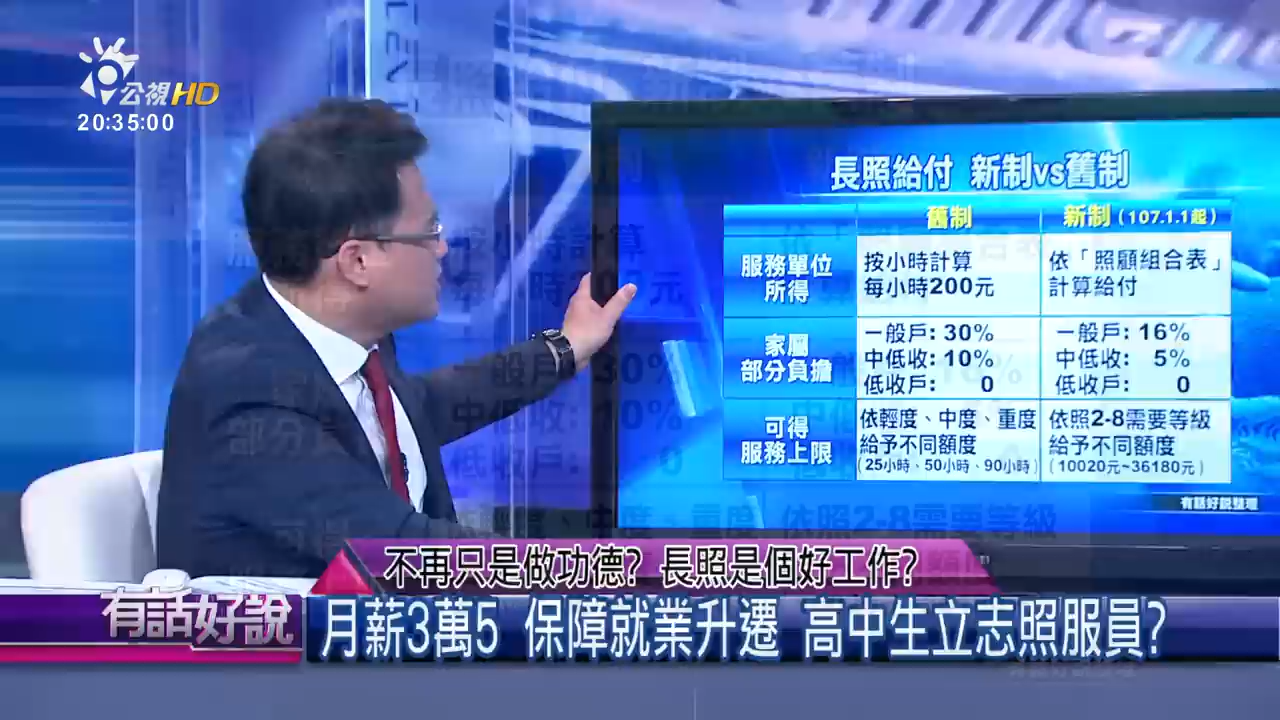 公視HD
20:35:00
長照給付 新制vs舊制
舊制
新制(107.1.1起)
服務單位
所得
按小時計算
每小時200元
依「照顧組合表」
計算給付
家屬
部分負擔
一般戶: 30%
中低收: 10%
低收戶: 0
一般戶: 16%
中低收: 5%
低收戶: 0
可得
服務上限
依輕度、中度、重度
給予不同額度
(25小時、50小時、90小時)
依照2-8需要等級
給予不同額度
(10020元~36180元)
有話好說整理
不再只是做功德? 長照是個好工作?
有話好說
月薪3萬5 保障就業升遷 高中生立志照服員?